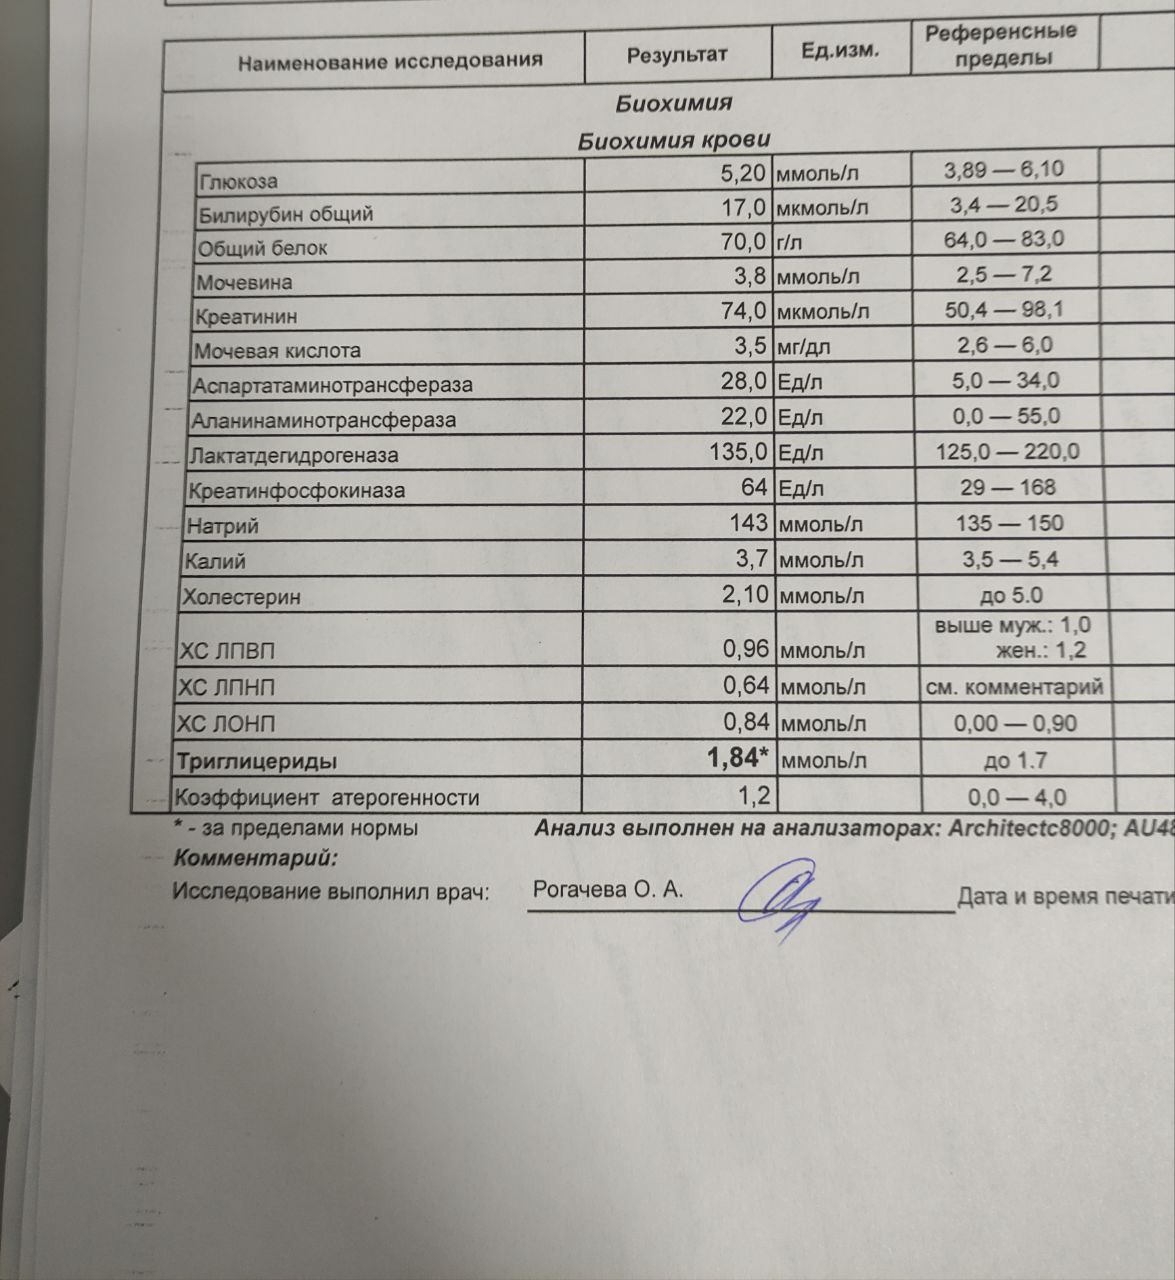 Наименование исследования Результат Ед.изм. Референсные пределы
Биохимия
Биохимия крови
Глюкоза 5,20 ммоль/л 3,89 — 6,10
Билирубин общий 17,0 мкмоль/л 3,4 — 20,5
Общий белок 70,0 г/л 64,0 — 83,0
Мочевина 3,8 ммоль/л 2,5 — 7,2
Креатинин 74,0 мкмоль/л 50,4 — 98,1
Мочевая кислота 3,5 мг/дл 2,6 — 6,0
Аспартатаминотрансфераза 28,0 Ед/л 5,0 — 34,0
Аланинаминотрансфераза 22,0 Ед/л 0,0 — 55,0
Лактатдегидрогеназа 135,0 Ед/л 125,0 — 220,0
Креатинфосфокиназа 64 Ед/л 29 — 168
Натрий 143 ммоль/л 135 — 150
Калий 3,7 ммоль/л 3,5 — 5,4
Холестерин 2,10 ммоль/л до 5.0
ХС ЛПВП 0,96 ммоль/л выше муж.: 1,0
жен.: 1,2
ХС ЛПНП 0,64 ммоль/л см. комментарий
ХС ЛОНП 0,84 ммоль/л 0,00 — 0,90
Триглицериды 1,84* ммоль/л до 1.7
Коэффициент атерогенности 1,2 0,0 — 4,0
* - за пределами нормы Анализ выполнен на анализаторах: Architectc8000; AU48
Комментарий:
Исследование выполнил врач: Рогачева О. А. Дата и время печати